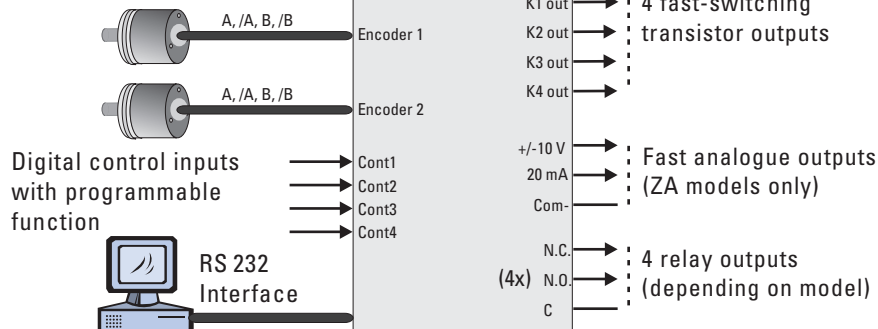 A, /A, B, /B
Encoder 1
A, /A, B, /B
Encoder 2
Digital control inputs
with programmable
function
Cont1
Cont2
Cont3
Cont4
RS 232
Interface
K1 out
K2 out
K3 out
K4 out
4 fast-switching
transistor outputs
+/-10 V
20 mA
Com-
Fast analogue outputs
(ZA models only)
N.C.
(4x) N.O.
C
4 relay outputs
(depending on model)